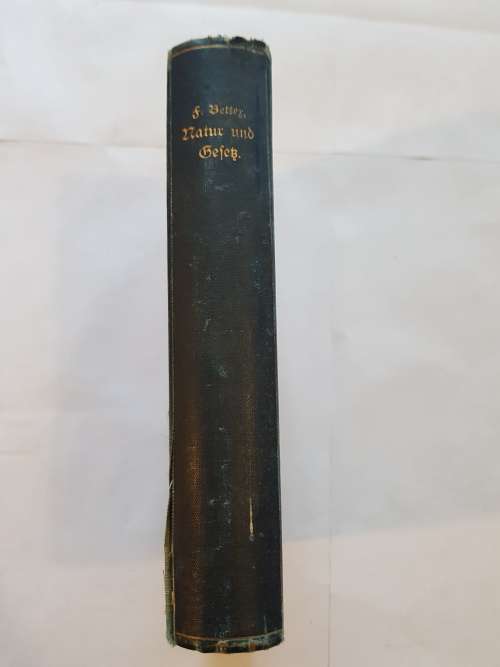 F. Bettex,
Natur und
Gesetz.